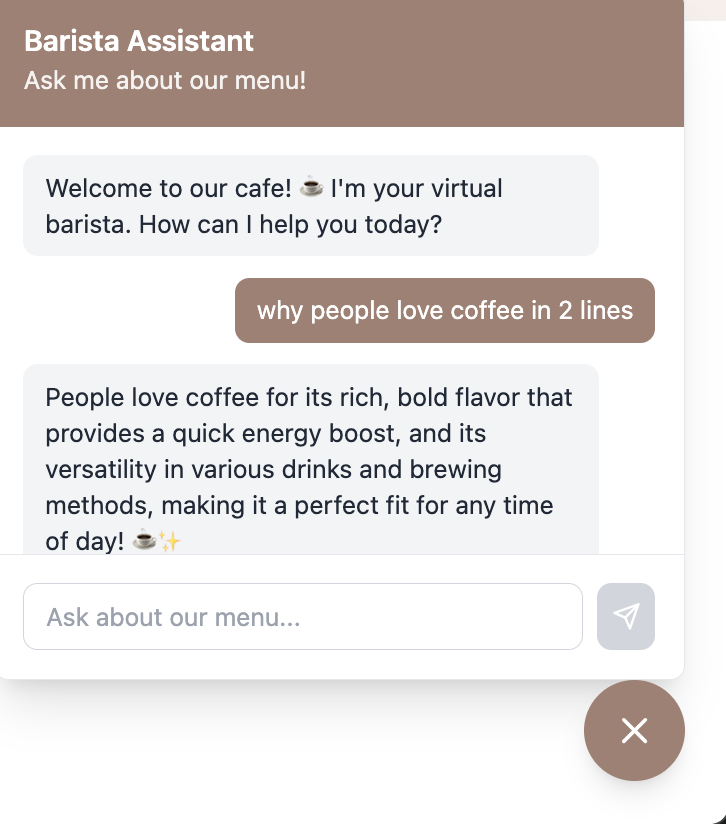 Barista Assistant
Ask me about our menu!
Welcome to our cafe! ☕ I'm your virtual
barista. How can I help you today?
why people love coffee in 2 lines
People love coffee for its rich, bold flavor that
provides a quick energy boost, and its
versatility in various drinks and brewing
methods, making it a perfect fit for any time
of day! ☕✨
Ask about our menu...